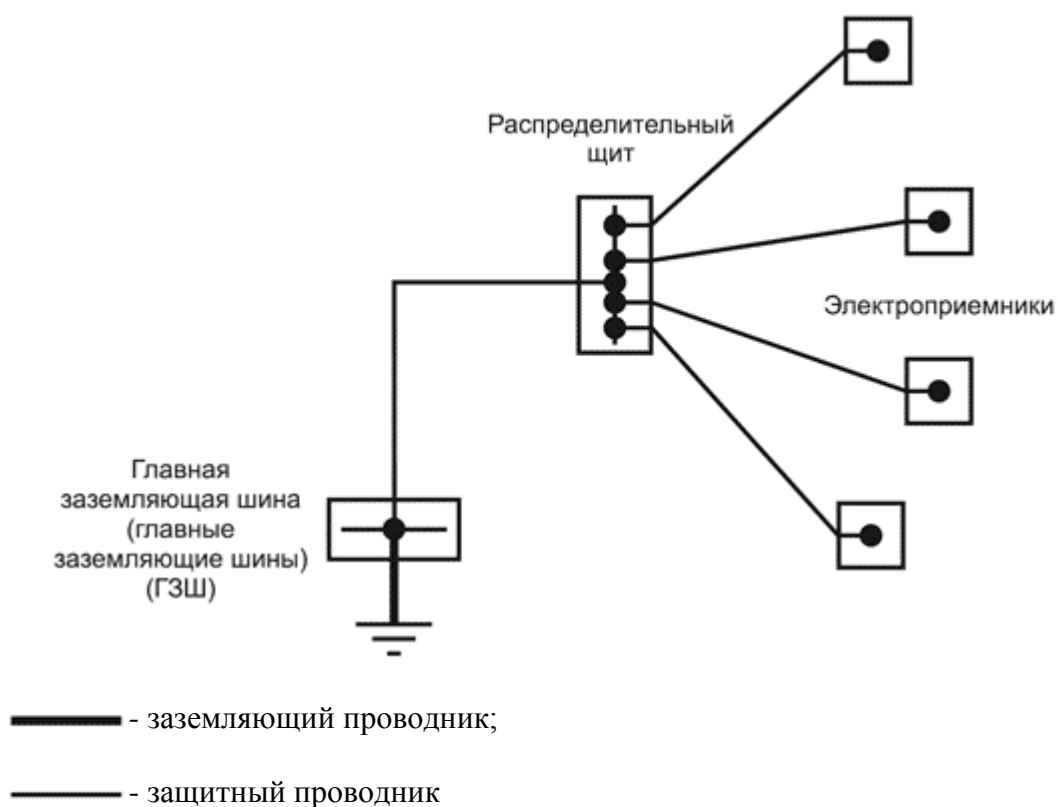 Распределительный
щит
Электроприемники
Главная
заземляющая шина
(главные
заземляющие шины)
(ГЗШ)
- заземляющий проводник;
- защитный проводник